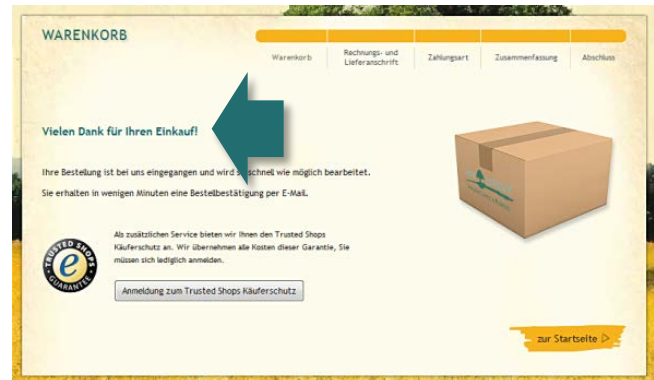 WARENKORB
Warenkorb
Rechnungs- und
Lieferanschrift
Zahlungsart
Zusammenfassung
Abschluss
Vielen Dank für Ihren Einkauf!
Ihre Bestellung ist bei uns eingegangen und wird schnell wie möglich bearbeitet.
Sie erhalten in wenigen Minuten eine Bestellbestätigung per E-Mail.
Als zusätzlichen Service bieten wir Ihnen den Trusted Shops
Käuferschutz an. Wir übernehmen alle Kosten dieser Garantie, Sie
müssen sich lediglich anmelden.
TRUSTED SHOPS
e
GUARANTEE
Anmeldung zum Trusted Shops Käuferschutz
zur Startseite